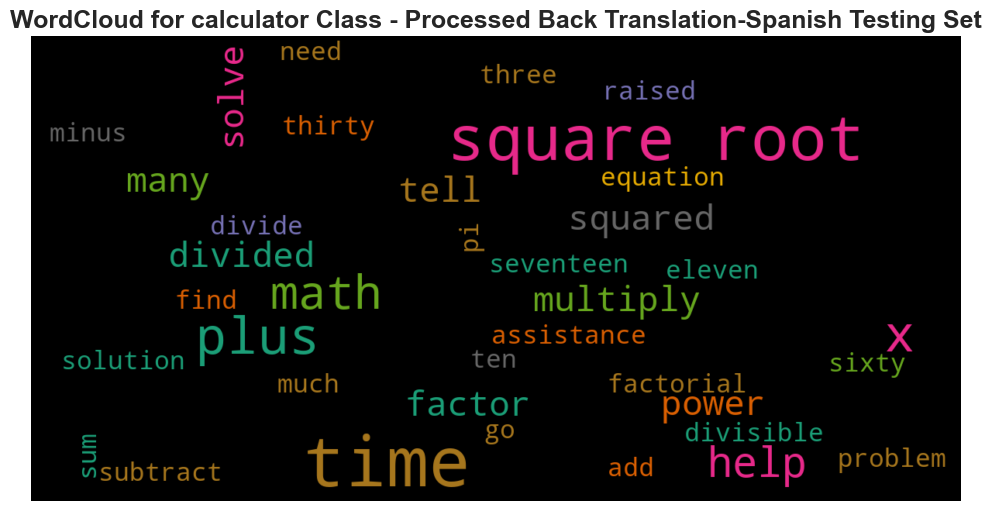 WordCloud for calculator Class - Processed Back Translation-Spanish Testing Set
need
solve
three
raised
minus
thirty
square root
many
tell
equation
divide
squared
pi
divided
seventeen
eleven
find
math
multiply
plus
assistance
x
solution
ten
sixty
much
factorial
factor
power
go
divisible
sum
subtract
time
add
help
problem